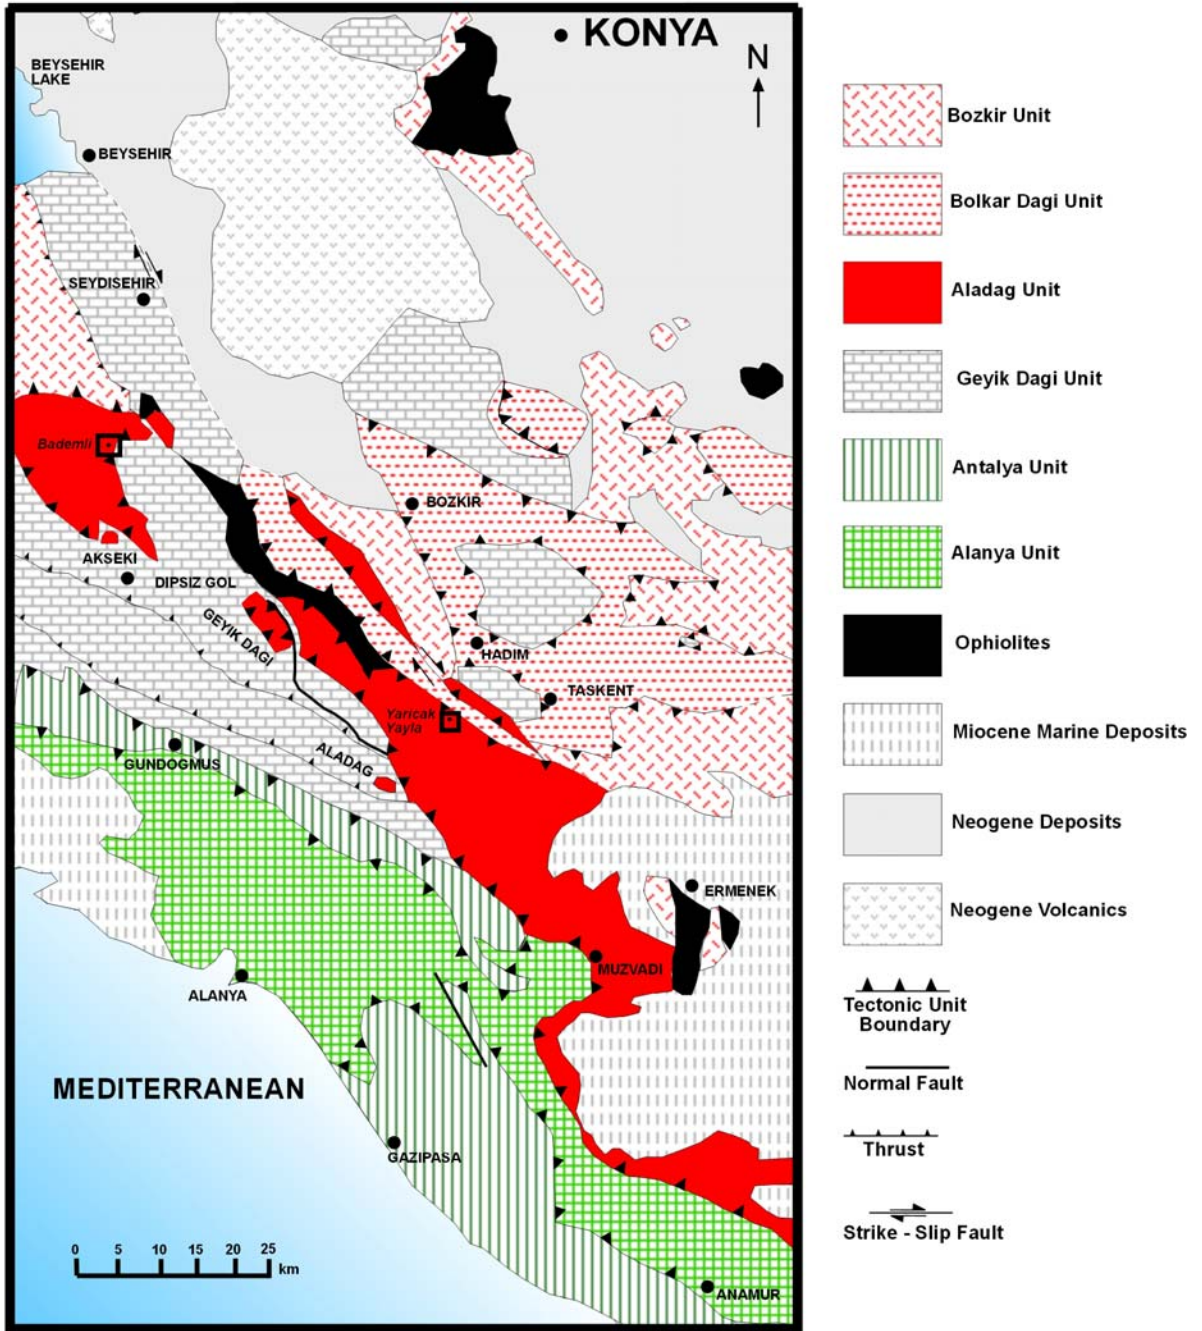 KONYA
N
BEYSEHIR
LAKE
BEYSEHIR
SEYDISEHIR
Bademli
BOZKIR
AKSEKI
DIPSIZ GOL
GEYIK DAGI
HADIM
TASKENT
Yaricak
Yayla
GUNDOGMUS
ALADAG
ERMENEK
MUZVADI
ALANYA
MEDITERRANEAN
GAZIPASA
ANAMUR
0 5 10 15 20 25
km
Bozkir Unit
Bolkar Dagi Unit
Aladag Unit
Geyik Dagi Unit
Antalya Unit
Alanya Unit
Ophiolites
Miocene Marine Deposits
Neogene Deposits
Neogene Volcanics
Tectonic Unit
Boundary
Normal Fault
Thrust
Strike - Slip Fault